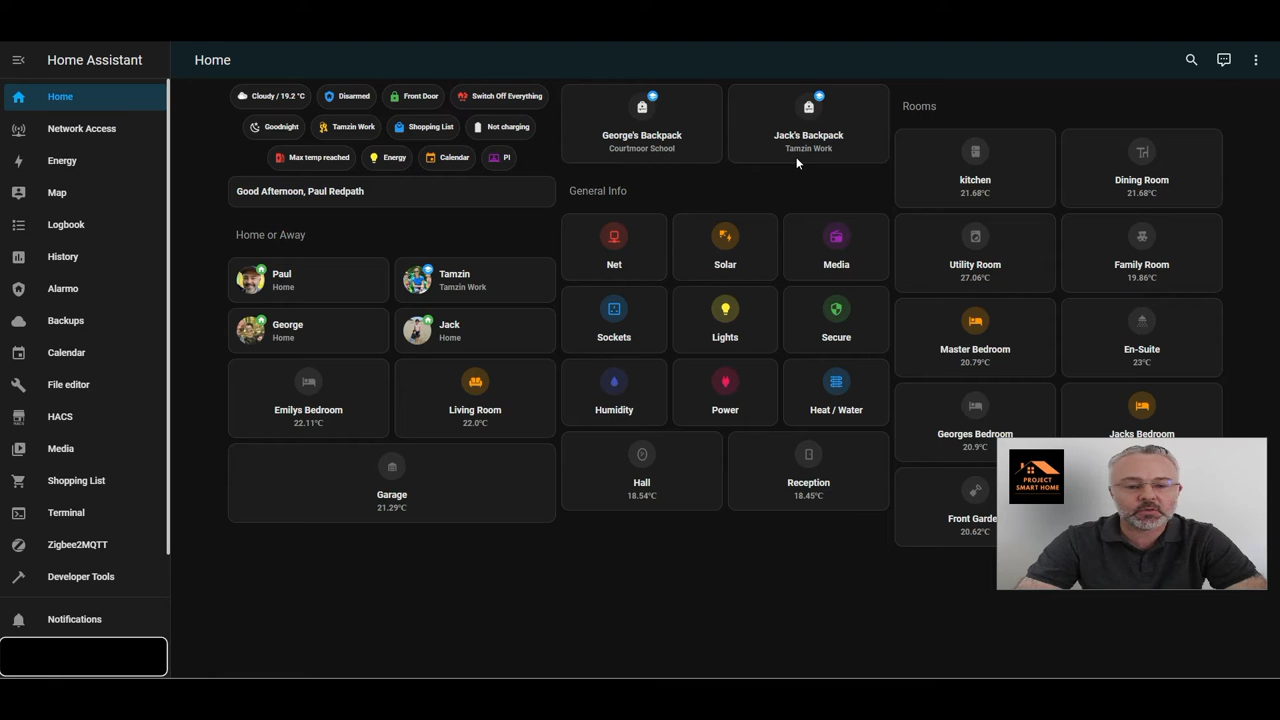 Home Assistant
Home
Network Access
Energy
Map
Logbook
History
Alarmo
Backups
Calendar
File editor
HACS
HACS
Media
Shopping List
Terminal
Zigbee2MQTT
Developer Tools
Notifications
Home
Cloudy / 19.2 °C
Disarmed
Front Door
Switch Off Everything
Goodnight
Tamzin Work
Shopping List
Not charging
Max temp reached
Energy
Calendar
PI
Good Afternoon, Paul Redpath
Home or Away
Paul
Home
Tamzin
Tamzin Work
George
Home
Jack
Home
Emilys Bedroom
22.11°C
Living Room
22.0°C
Garage
21.29°C
George's Backpack
Courtmoor School
Jack's Backpack
Tamzin Work
General Info
Net
Solar
Media
Sockets
Lights
Secure
Humidity
Power
Heat / Water
Hall
18.54°C
Reception
18.45°C
Rooms
kitchen
21.68°C
Dining Room
21.68°C
Utility Room
27.06°C
Family Room
19.86°C
Master Bedroom
20.79°C
En-Suite
23°C
Georges Bedroom
20.9°C
Jacks Bedroom
Front Garde
20.62°C
PROJECT
SMART HOME